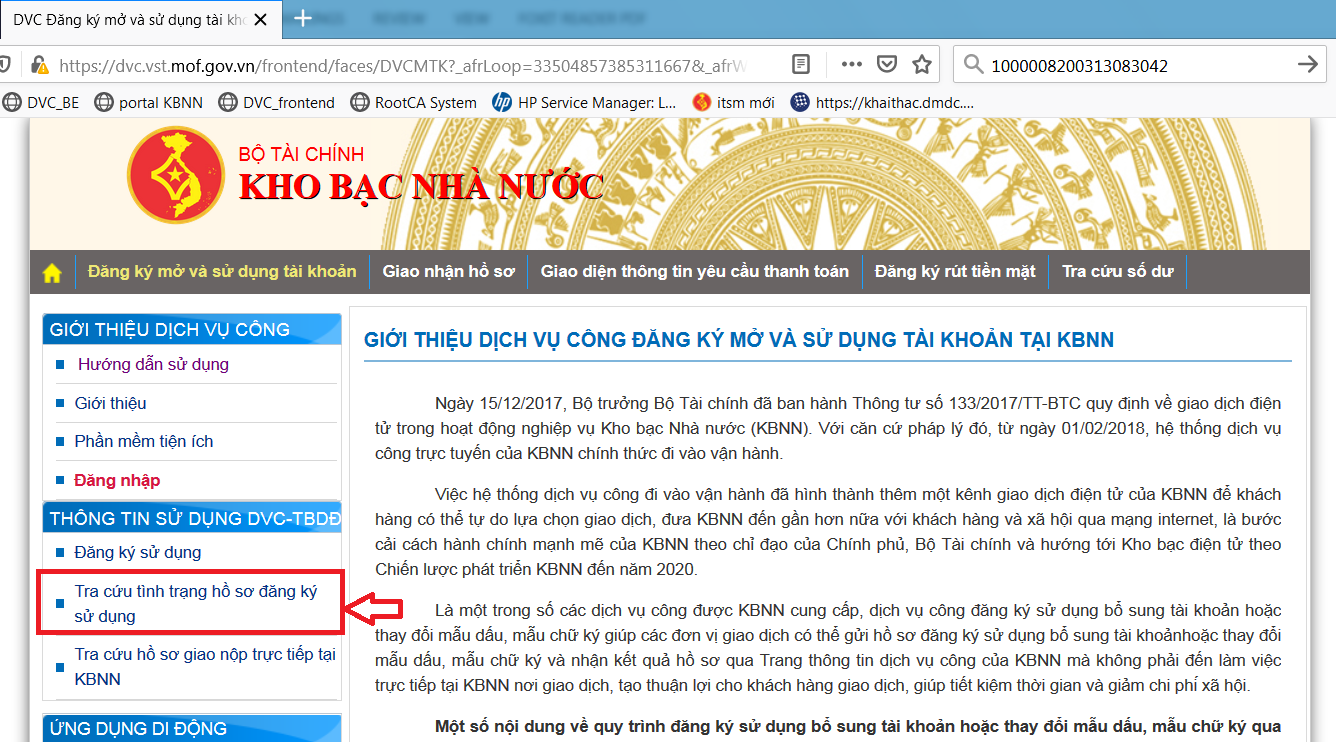 DVC Đăng ký mở và sử dụng tài kho
REVIEW VIEW FOXIT READER PDF
https://dvc.vst.mof.gov.vn/frontend/faces/DVCMTK?_afrLoop=33504857385311667&_afrW
1000008200313083042
DVC_BE portal KBNN DVC_frontend RootCA System HP Service Manager: L... itsm mới https://khaithac.dmdc....
BỘ TÀI CHÍNH
KHO BẠC NHÀ NƯỚC
Đăng ký mở và sử dụng tài khoản Giao nhận hồ sơ Giao diện thông tin yêu cầu thanh toán Đăng ký rút tiền mặt Tra cứu số dư
GIỚI THIỆU DỊCH VỤ CÔNG
Hướng dẫn sử dụng
Giới thiệu
Phần mềm tiện ích
Đăng nhập
THÔNG TIN SỬ DỤNG DVC-TBDĐ
Đăng ký sử dụng
Tra cứu tình trạng hồ sơ đăng ký
sử dụng
Tra cứu hồ sơ giao nộp trực tiếp tại
KBNN
ỨNG DỤNG DI ĐỘNG
GIỚI THIỆU DỊCH VỤ CÔNG ĐĂNG KÝ MỞ VÀ SỬ DỤNG TÀI KHOẢN TẠI KBNN
Ngày 15/12/2017, Bộ trưởng Bộ Tài chính đã ban hành Thông tư số 133/2017/TT-BTC quy định về giao dịch điện
tử trong hoạt động nghiệp vụ Kho bạc Nhà nước (KBNN). Với căn cứ pháp lý đó, từ ngày 01/02/2018, hệ thống dịch vụ
công trực tuyến của KBNN chính thức đi vào vận hành.
Việc hệ thống dịch vụ công đi vào vận hành đã hình thành thêm một kênh giao dịch điện tử của KBNN để khách
hàng có thể tự do lựa chọn giao dịch, đưa KBNN đến gần hơn nữa với khách hàng và xã hội qua mạng internet, là bước
cải cách hành chính mạnh mẽ của KBNN theo chỉ đạo của Chính phủ, Bộ Tài chính và hướng tới Kho bạc điện tử theo
Chiến lược phát triển KBNN đến năm 2020.
Là một trong số các dịch vụ công được KBNN cung cấp, dịch vụ công đăng ký sử dụng bổ sung tài khoản hoặc
thay đổi mẫu dấu, mẫu chữ ký giúp các đơn vị giao dịch có thể gửi hồ sơ đăng ký sử dụng bổ sung tài khoảnhoặc thay đổi
mẫu dấu, mẫu chữ ký và nhận kết quả hồ sơ qua Trang thông tin dịch vụ công của KBNN mà không phải đến làm việc
trực tiếp tại KBNN nơi giao dịch, tạo thuận lợi cho khách hàng giao dịch, giúp tiết kiệm thời gian và giảm chi phí xã hội.
Một số nội dung về quy trình đăng ký sử dụng bổ sung tài khoản hoặc thay đổi mẫu dấu, mẫu chữ ký qua